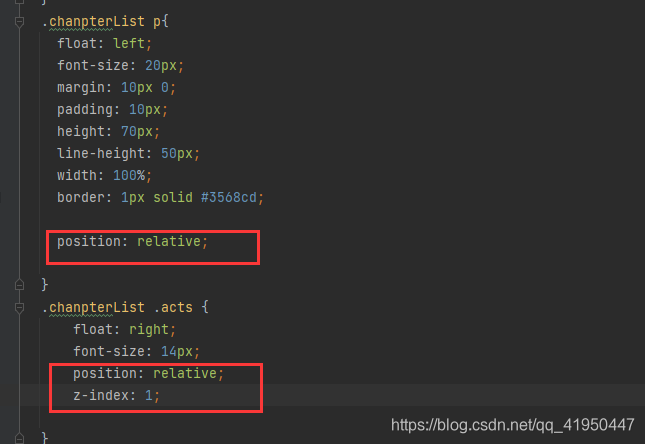 }
.chanpterList p{
float: left;
font-size: 20px;
margin: 10px 0;
padding: 10px;
height: 70px;
line-height: 50px;
width: 100%;
border: 1px solid #3568cd;
position: relative;
}
.chanpterList .acts {
float: right;
font-size: 14px;
position: relative;
z-index: 1;
}
https://blog.csdn.net/qq_41950447